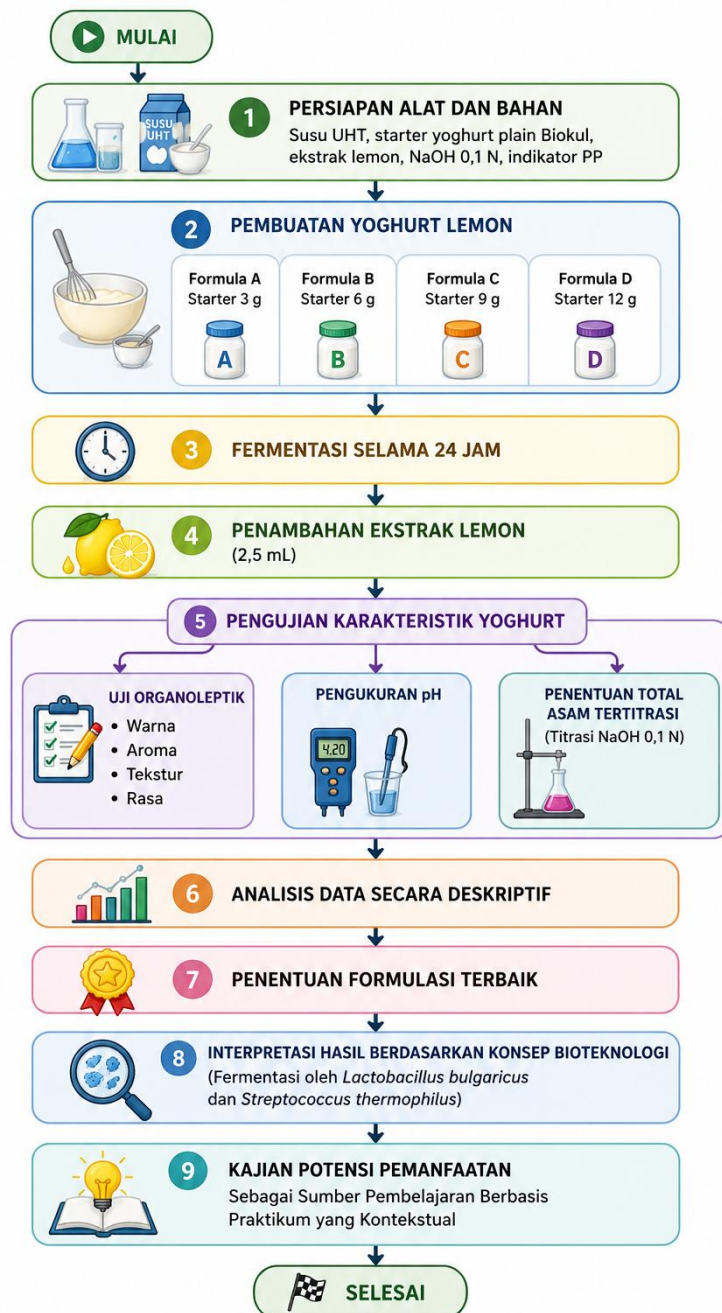 MULAI
SUSU
UHT
1
PERSIAPAN ALAT DAN BAHAN
Susu UHT, starter yoghurt plain Biokul,
ekstrak lemon, NaOH 0,1 N, indikator PP
2
PEMBUATAN YOGHURT LEMON
Formula A
Starter 3 g
A
Formula B
Starter 6 g
B
Formula C
Starter 9 g
C
Formula D
Starter 12 g
D
3
FERMENTASI SELAMA 24 JAM
4
PENAMBAHAN EKSTRAK LEMON
(2,5 mL)
5
PENGUJIAN KARAKTERISTIK YOGHURT
UJI ORGANOLEPTIK
• Warna
• Aroma
• Tekstur
• Rasa
PENGUKURAN pH
4.20
PENENTUAN TOTAL
ASAM TERTITRASI
(Titrasi NaOH 0,1 N)
6
ANALISIS DATA SECARA DESKRIPTIF
7
PENENTUAN FORMULASI TERBAIK
8
INTERPRETASI HASIL BERDASARKAN KONSEP BIOTEKNOLOGI
(Fermentasi oleh Lactobacillus bulgaricus
dan Streptococcus thermophilus)
9
KAJIAN POTENSI PEMANFAATAN
Sebagai Sumber Pembelajaran Berbasis
Praktikum yang Kontekstual
SELESAI